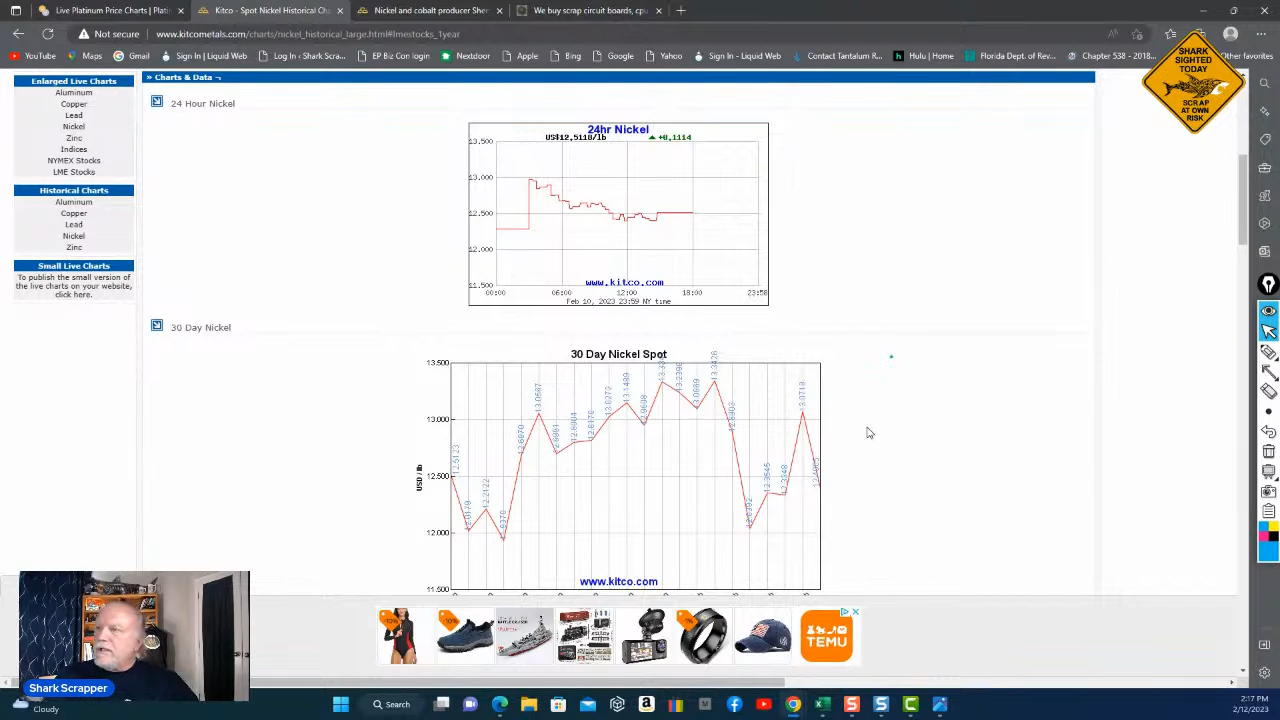 Live Platinum Price Charts | Platin
Kitco - Spot Nickel Historical Cha
Nickel and cobalt producer Sherr
We buy scrap circuit boards, cpu
Not secure
www.kitcometals.com/charts/nickel_historical_large.html#lmestocks_1year
YouTube
Maps
Gmail
Sign In | Liquid Web
Log In ‹ Shark Scra...
EP Biz Con login
Nextdoor
Apple
Bing
Google
Yahoo
Sign In - Liquid Web
Contact Tantalum R...
Hulu | Home
Florida Dept. of Rev...
Chapter 538 - 2018...
Other favorites
SHARK
SIGHTED
TODAY
SCRAP
AT OWN
RISK
Enlarged Live Charts
Aluminum
Copper
Lead
Nickel
Zinc
Indices
NYMEX Stocks
LME Stocks
Historical Charts
Aluminum
Copper
Lead
Nickel
Zinc
Small Live Charts
To publish the small version of
the live charts on your website,
click here.
» Charts & Data ¬
24 Hour Nickel
24hr Nickel
US$12.5118/lb +0.1114
13.500
13.000
12.500
12.000
11.500
www.kitco.com
00:00 06:00 12:00 18:00 23:58
Feb 10, 2023 23:59 NY time
30 Day Nickel
30 Day Nickel Spot
13.500
13.000
12.500
12.000
11.500
USD / lb
www.kitco.com
TEMU
Shark Scrapper
Cloudy
Search
2:17 PM
2/12/2023